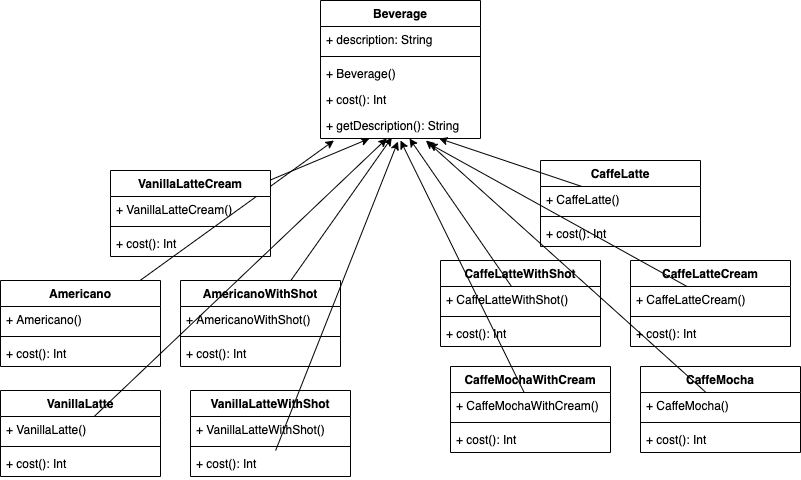 Beverage
+ description: String
+ Beverage()
+ cost(): Int
+ getDescription(): String
VanillaLatteCream
+ VanillaLatteCream()
+ cost(): Int
CaffeLatte
+ CaffeLatte()
+ cost(): Int
Americano
+ Americano()
+ cost(): Int
AmericanoWithShot
+ AmericanoWithShot()
+ cost(): Int
CaffeLatteWithShot
+ CaffeLatteWithShot()
+ cost(): Int
CaffeLatteCream
+ CaffeLatteCream()
+ cost(): Int
VanillaLatte
+ VanillaLatte()
+ cost(): Int
VanillaLatteWithShot
+ VanillaLatteWithShot()
+ cost(): Int
CaffeMochaWithCream
+ CaffeMochaWithCream()
+ cost(): Int
CaffeMocha
+ CaffeMocha()
+ cost(): Int